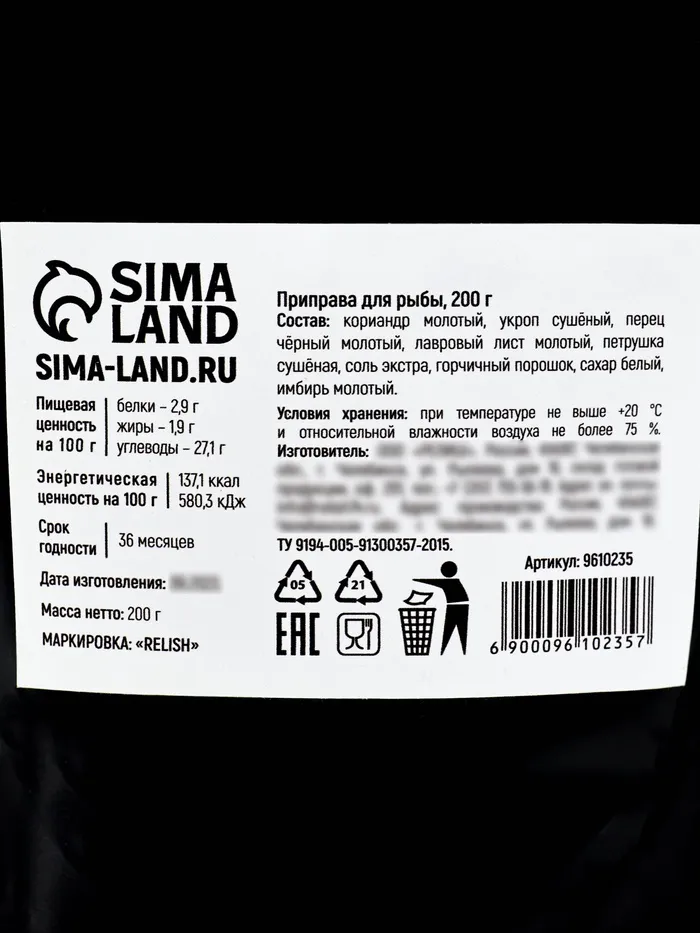 SIMA
LAND
SIMA-LAND.RU
Пищевая
ценность
на 100 г
белки – 2,9 г
жиры – 1,9 г
углеводы – 27,1 г
Энергетическая
ценность на 100 г
137,1 ккал
580,3 кДж
Срок
годности
36 месяцев
Дата изготовления:
Масса нетто: 200 г
МАРКИРОВКА: «RELISH»
Приправа для рыбы, 200 г
Состав: кориандр молотый, укроп сушёный, перец
чёрный молотый, лавровый лист молотый, петрушка
сушёная, соль экстра, горчичный порошок, сахар белый,
имбирь молотый.
Условия хранения: при температуре не выше +20 °С
и относительной влажности воздуха не более 75 %.
Изготовитель:
ТУ 9194-005-91300357-2015.
05
21
EAC
Артикул: 9610235
6 900096 102357